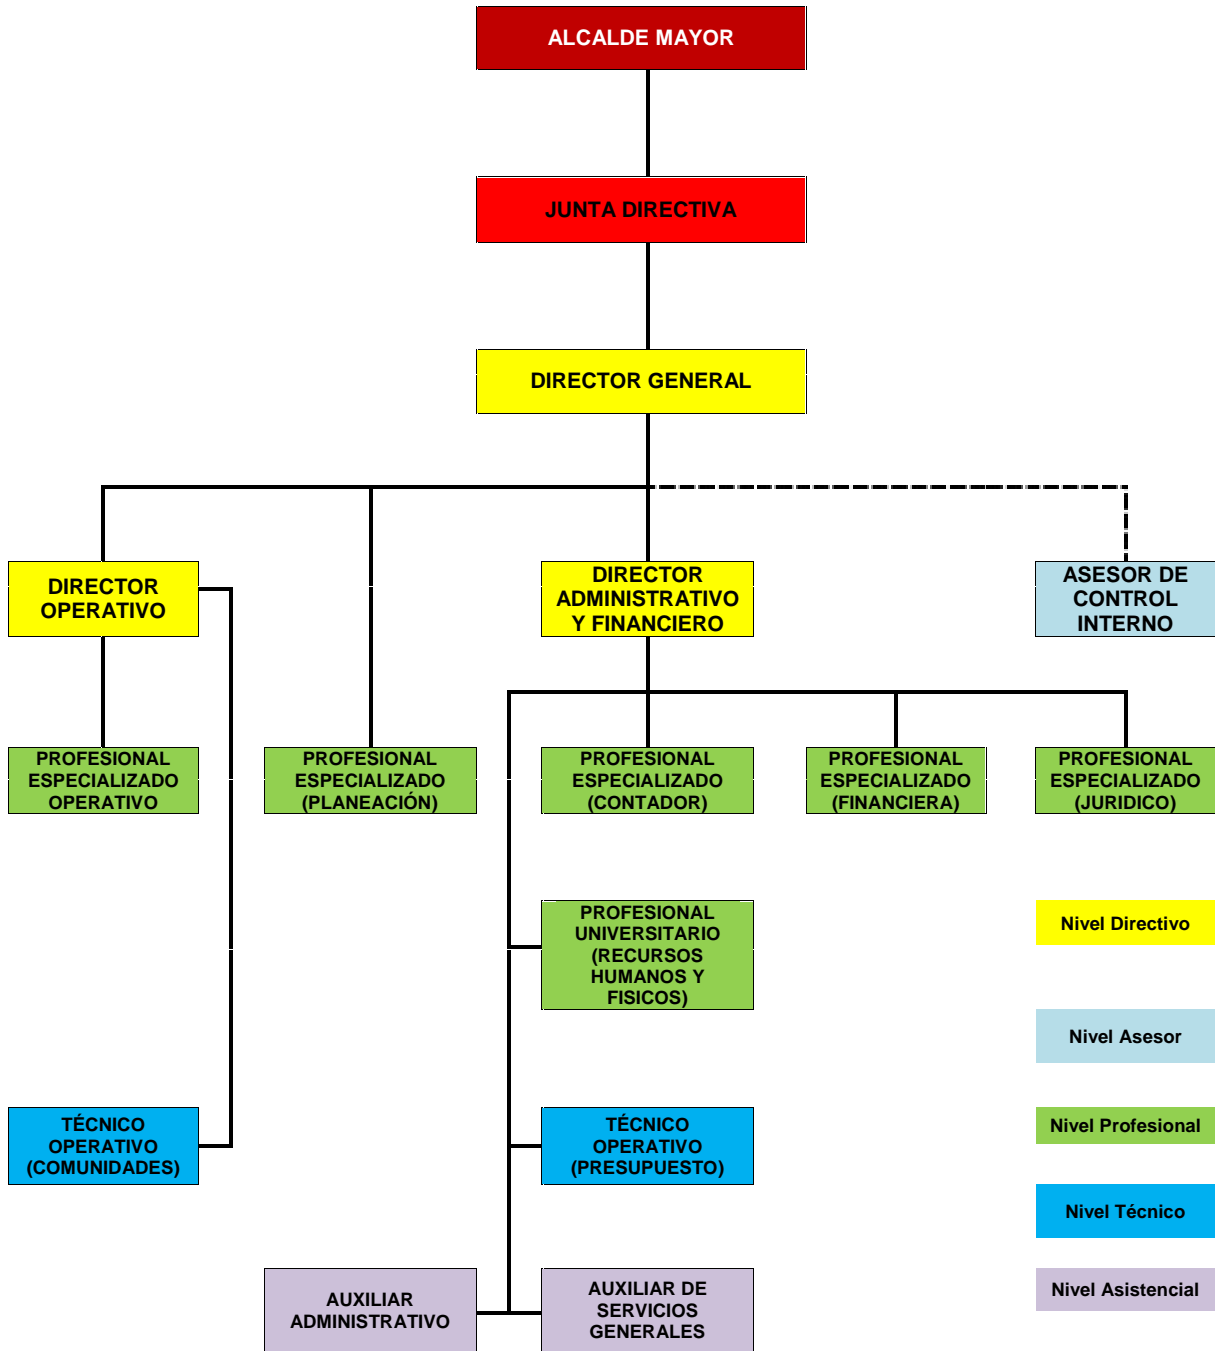 ALCALDE MAYOR
JUNTA DIRECTIVA
DIRECTOR GENERAL
DIRECTOR
OPERATIVO
DIRECTOR
ADMINISTRATIVO
Y FINANCIERO
ASESOR DE
CONTROL
INTERNO
PROFESIONAL
ESPECIALIZADO
OPERATIVO
PROFESIONAL
ESPECIALIZADO
(PLANEACIÓN)
PROFESIONAL
ESPECIALIZADO
(CONTADOR)
PROFESIONAL
ESPECIALIZADO
(FINANCIERA)
PROFESIONAL
ESPECIALIZADO
(JURIDICO)
PROFESIONAL
UNIVERSITARIO
(RECURSOS
HUMANOS Y
FISICOS)
Nivel Directivo
Nivel Asesor
TÉCNICO
OPERATIVO
(COMUNIDADES)
TÉCNICO
OPERATIVO
(PRESUPUESTO)
Nivel Profesional
Nivel Técnico
AUXILIAR
ADMINISTRATIVO
AUXILIAR DE
SERVICIOS
GENERALES
Nivel Asistencial